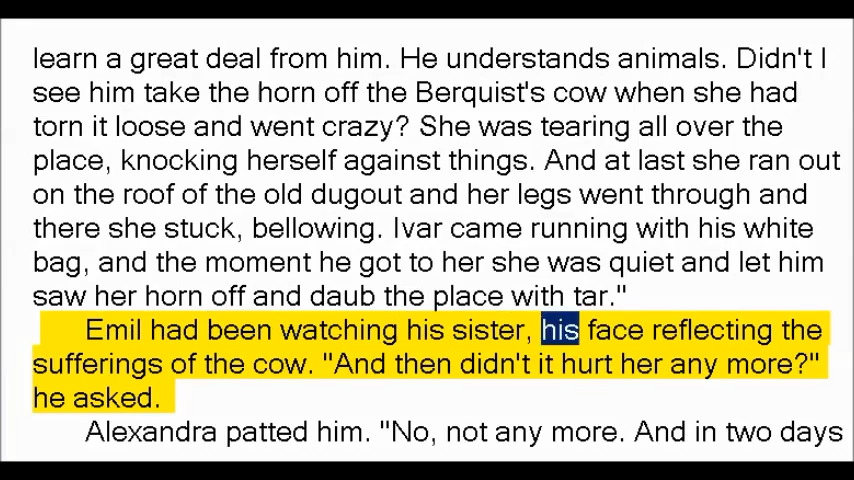 learn a great deal from him. He understands animals. Didn't I
see him take the horn off the Berquist's cow when she had
torn it loose and went crazy? She was tearing all over the
place, knocking herself against things. And at last she ran out
on the roof of the old dugout and her legs went through and
there she stuck, bellowing. Ivar came running with his white
bag, and the moment he got to her she was quiet and let him
saw her horn off and daub the place with tar."
Emil had been watching his sister, his face reflecting the
sufferings of the cow. "And then didn't it hurt her any more?"
he asked.
Alexandra patted him. "No, not any more. And in two days